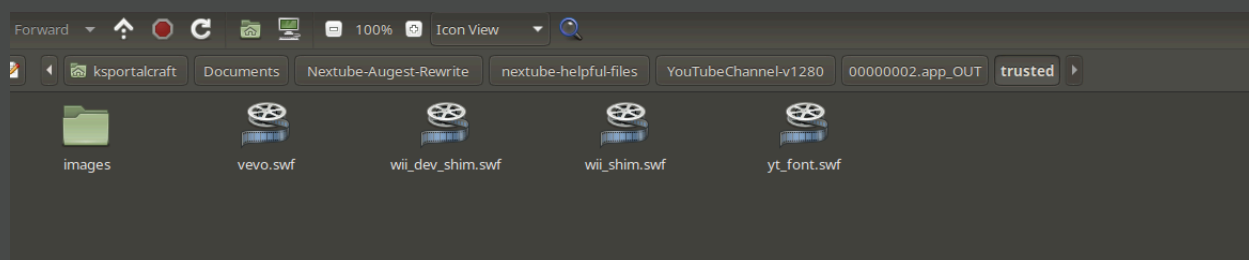 Forward 100% Icon View
ksportalcraft Documents Nextube-Augest-Rewrite nextube-helpful-files YouTubeChannel-v1280 00000002.app_OUT trusted
images vevo.swf wii_dev_shim.swf wii_shim.swf yt_font.swf